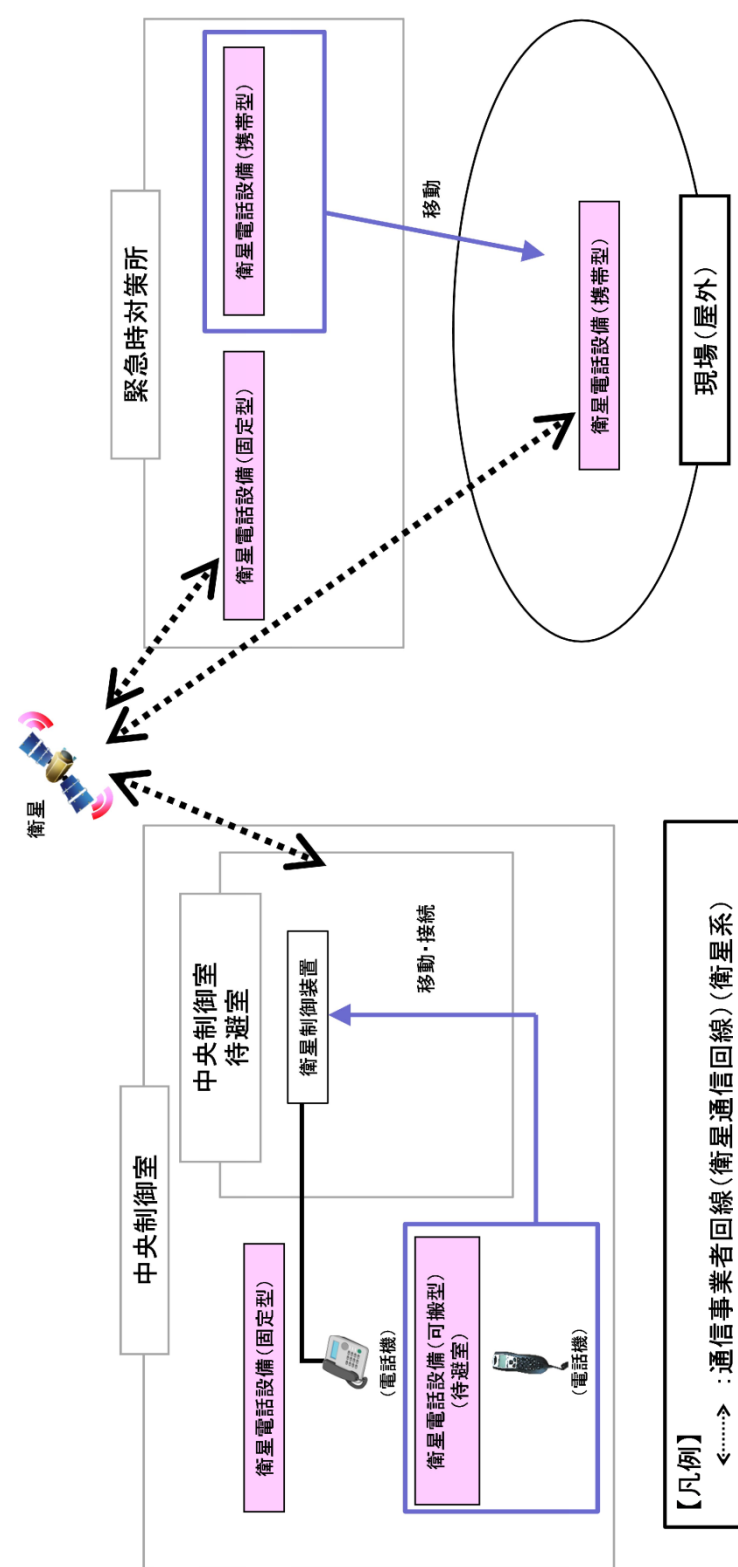 衛星
中央制御室
中央制御室
待避室
衛星電話設備(固定型)
衛星制御装置
(電話機)
移動・接続
衛星電話設備(可搬型)
(待避室)
(電話機)
緊急時対策所
衛星電話設備(固定型)
衛星電話設備(携帯型)
移動
衛星電話設備(携帯型)
現場(屋外)
【凡例】
:通信事業者回線(衛星通信回線)(衛星系)